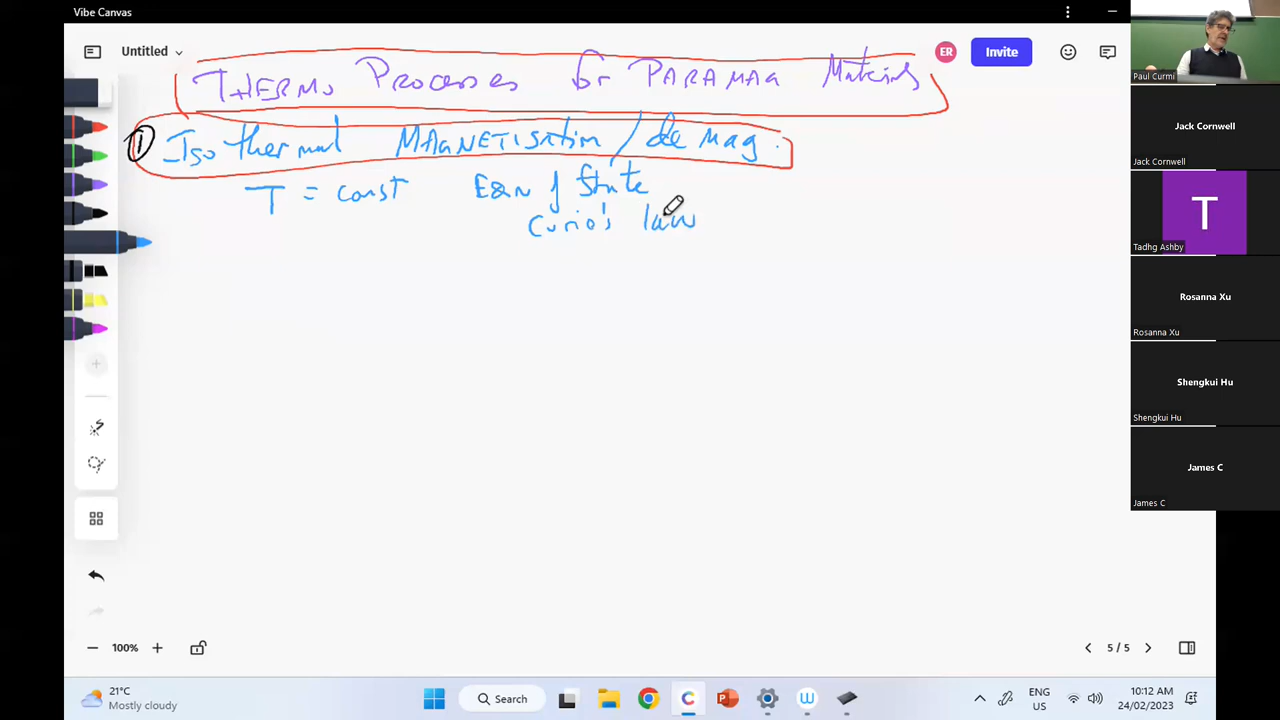 Vibe Canvas
Untitled
ER
Invite
THERMO Processes for PARAMAG Materials
① Isothermal MAGNETISATION / de mag.
T = const Eqn of State
Curie's law
Paul Curmi
Jack Cornwell
Jack Cornwell
T
Tadhg Ashby
Rosanna Xu
Rosanna Xu
Shengkui Hu
Shengkui Hu
James C
James C
100%
5 / 5
21°C
Mostly cloudy
Search
ENG
US
10:12 AM
24/02/2023